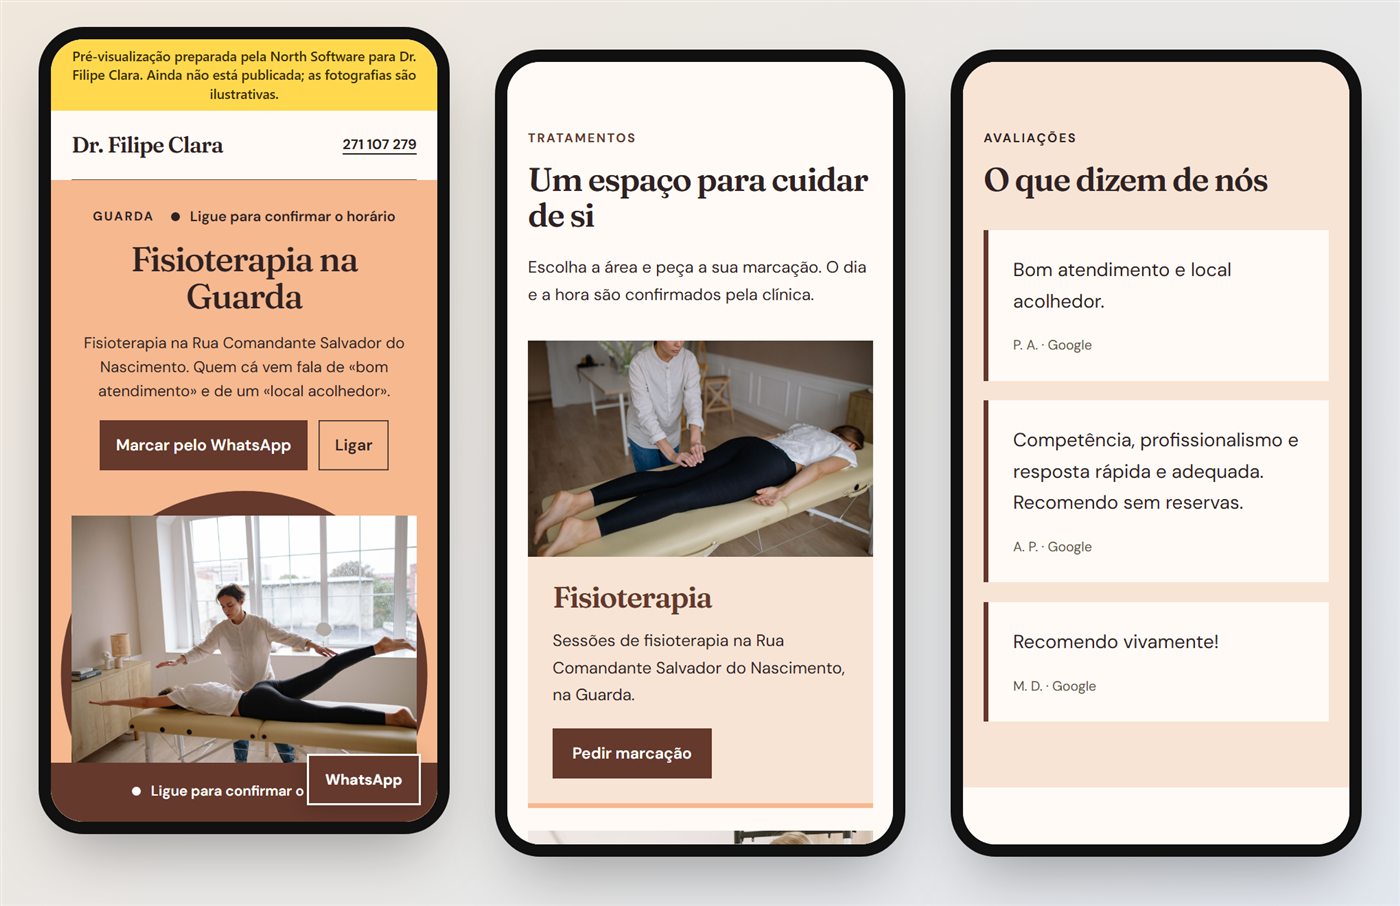 Pré-visualização preparada pela North Software para Dr.
Filipe Clara. Ainda não está publicada; as fotografias são
ilustrativas.
Dr. Filipe Clara
271 107 279
GUARDA ● Ligue para confirmar o horário
Fisioterapia na
Guarda
Fisioterapia na Rua Comandante Salvador do
Nascimento. Quem cá vem fala de «bom
atendimento» e de um «local acolhedor».
Marcar pelo WhatsApp
Ligar
● Ligue para confirmar o
WhatsApp
TRATAMENTOS
Um espaço para cuidar
de si
Escolha a área e peça a sua marcação. O dia
e a hora são confirmados pela clínica.
Fisioterapia
Sessões de fisioterapia na Rua
Comandante Salvador do Nascimento,
na Guarda.
Pedir marcação
AVALIAÇÕES
O que dizem de nós
Bom atendimento e local
acolhedor.
P. A. · Google
Competência, profissionalismo e
resposta rápida e adequada.
Recomendo sem reservas.
A. P. · Google
Recomendo vivamente!
M. D. · Google